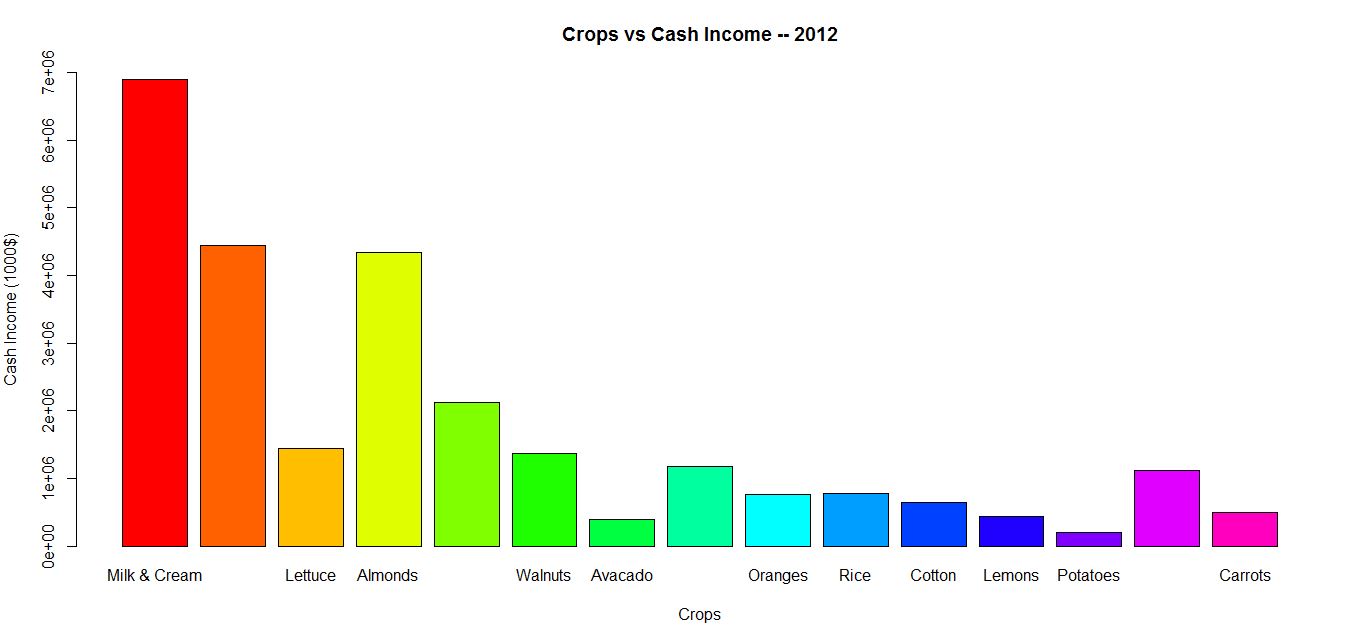 Crops vs Cash Income -- 2012
Cash Income (1000$)
7e+06
6e+06
5e+06
4e+06
3e+06
2e+06
1e+06
0e+00
Milk & Cream Lettuce Almonds Walnuts Avacado Oranges Rice Cotton Lemons Potatoes Carrots
Crops